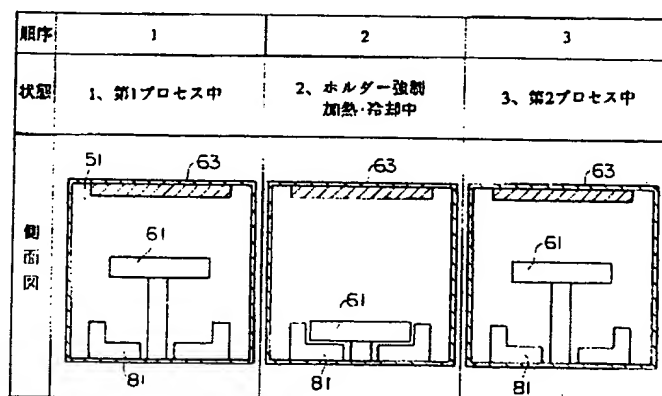 順序 1 2 3
状態 1、第1プロセス中 2、ホルダー強制 3、第2プロセス中
加熱・冷却中
側面図
51 63 63 63
61 61 61
81 81 81